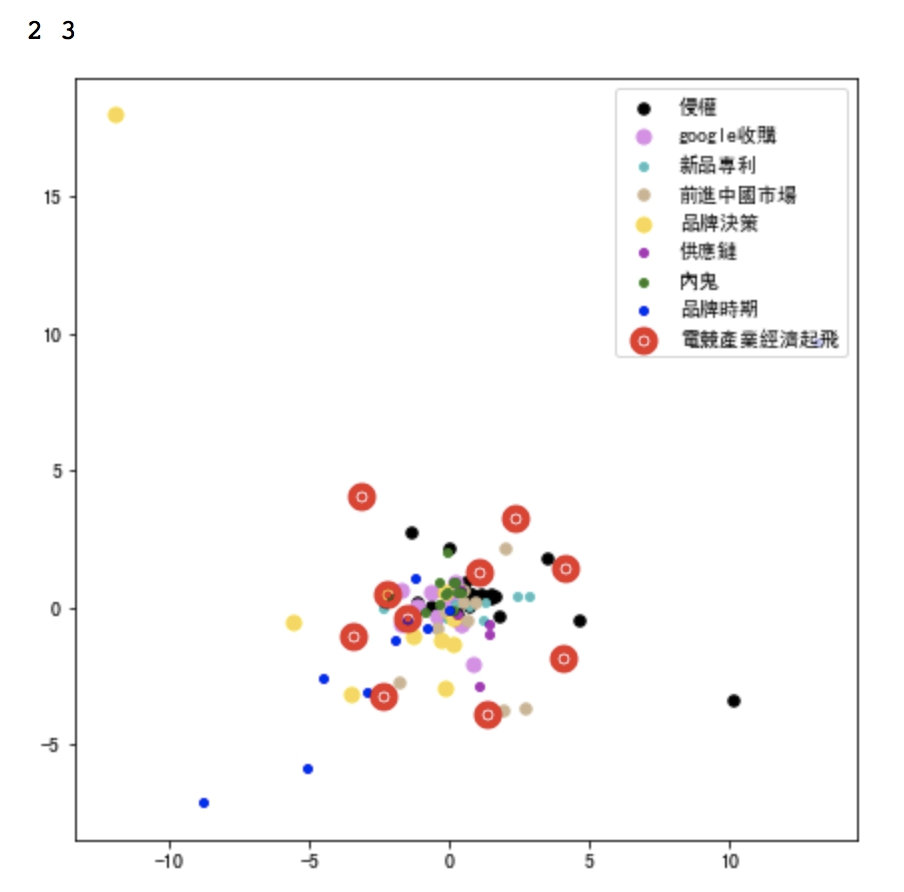 2 3
侵權
google收購
新品專利
前進中國市場
品牌決策
供應鏈
內鬼
品牌時期
電競產業經濟起飛
15
10
5
0
−5
−10 −5 0 5 10